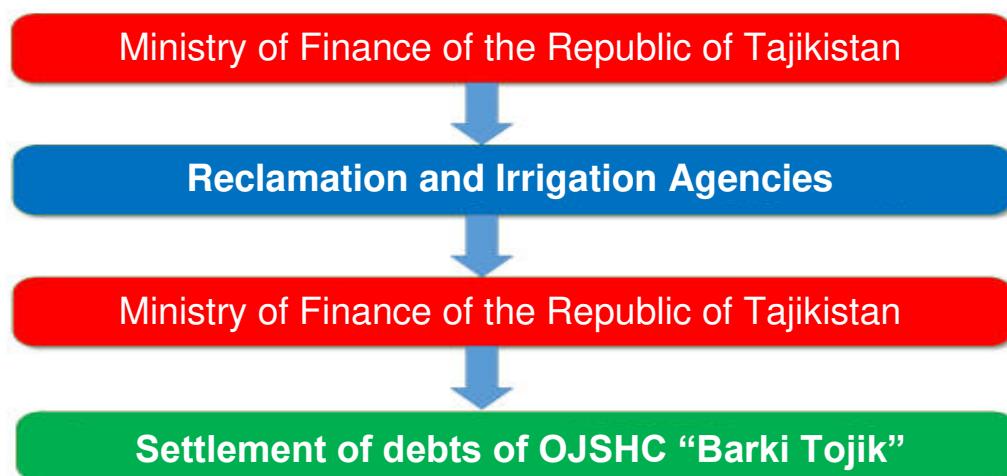 Ministry of Finance of the Republic of Tajikistan
Reclamation and Irrigation Agencies
Ministry of Finance of the Republic of Tajikistan
Settlement of debts of OJSHC “Barki Tojik”